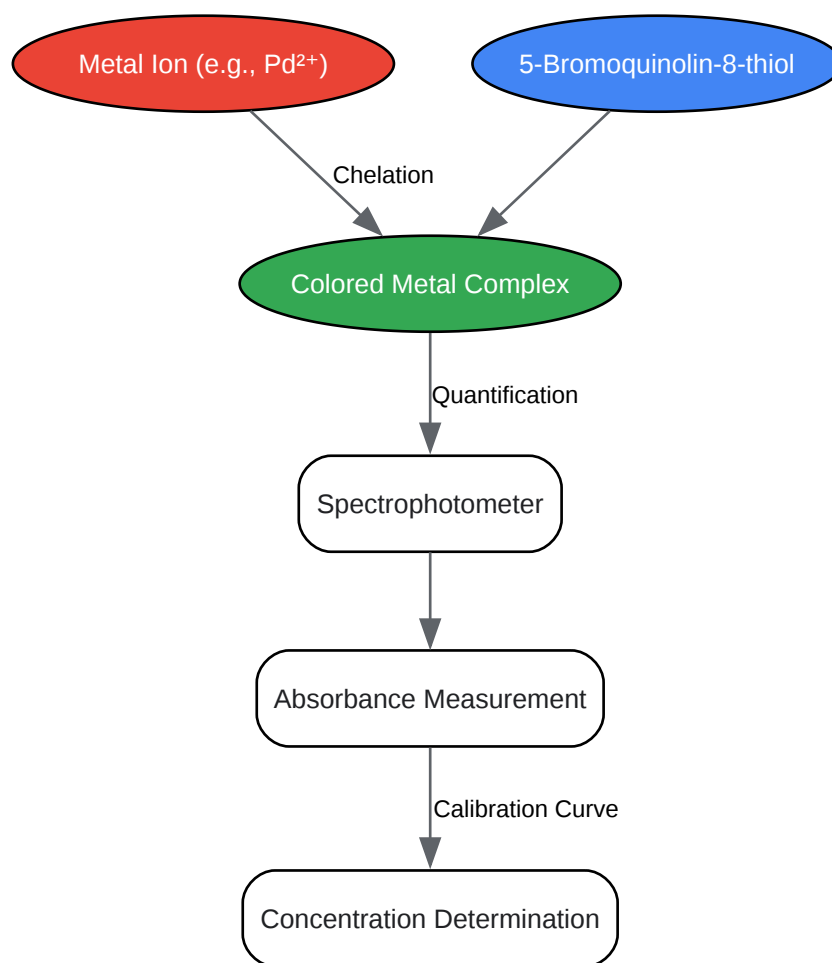 Metal Ion (e.g., Pd²⁺)
5-Bromoquinolin-8-thiol
Chelation
Colored Metal Complex
Quantification
Spectrophotometer
Absorbance Measurement
Calibration Curve
Concentration Determination